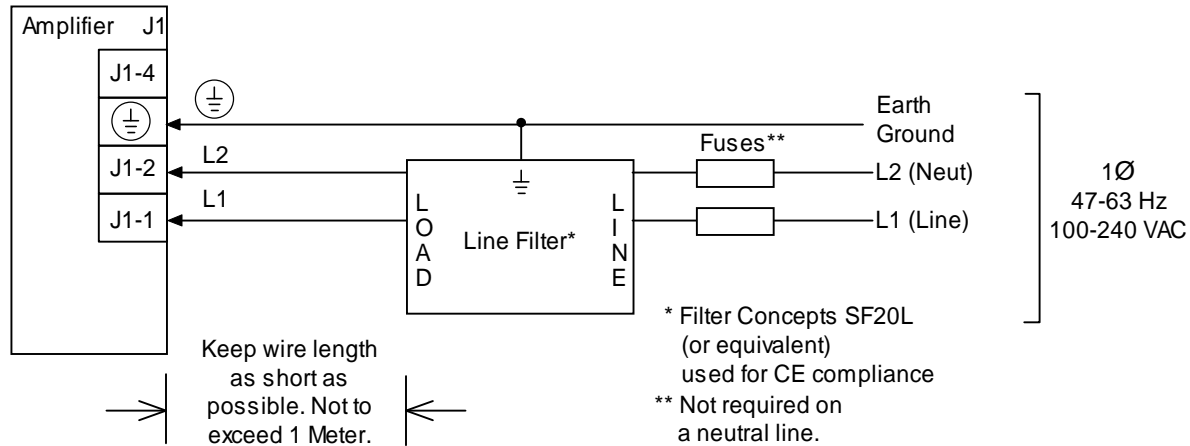 Amplifier J1
J1-4
J1-2
J1-1
L2
L1
Earth
Ground
Fuses**
L2 (Neut)
L1 (Line)
LOAD
Line Filter*
LINE
1Ø
47-63 Hz
100-240 VAC
Keep wire length
as short as
possible. Not to
exceed 1 Meter.
* Filter Concepts SF20L
(or equivalent)
used for CE compliance
** Not required on
a neutral line.